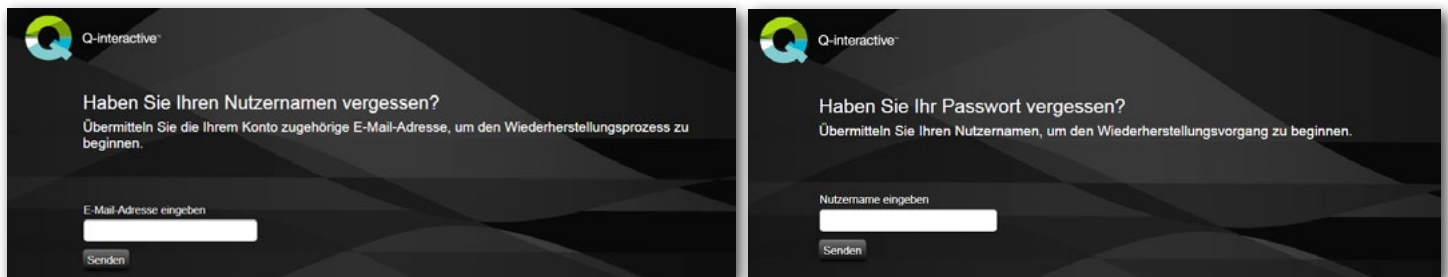 Q-interactive™
Haben Sie Ihren Nutzernamen vergessen?
Übermitteln Sie die Ihrem Konto zugehörige E-Mail-Adresse, um den Wiederherstellungsprozess zu
beginnen.
E-Mail-Adresse eingeben
Senden
Q-interactive™
Haben Sie Ihr Passwort vergessen?
Übermitteln Sie Ihren Nutzernamen, um den Wiederherstellungsvorgang zu beginnen.
Nutzername eingeben
Senden